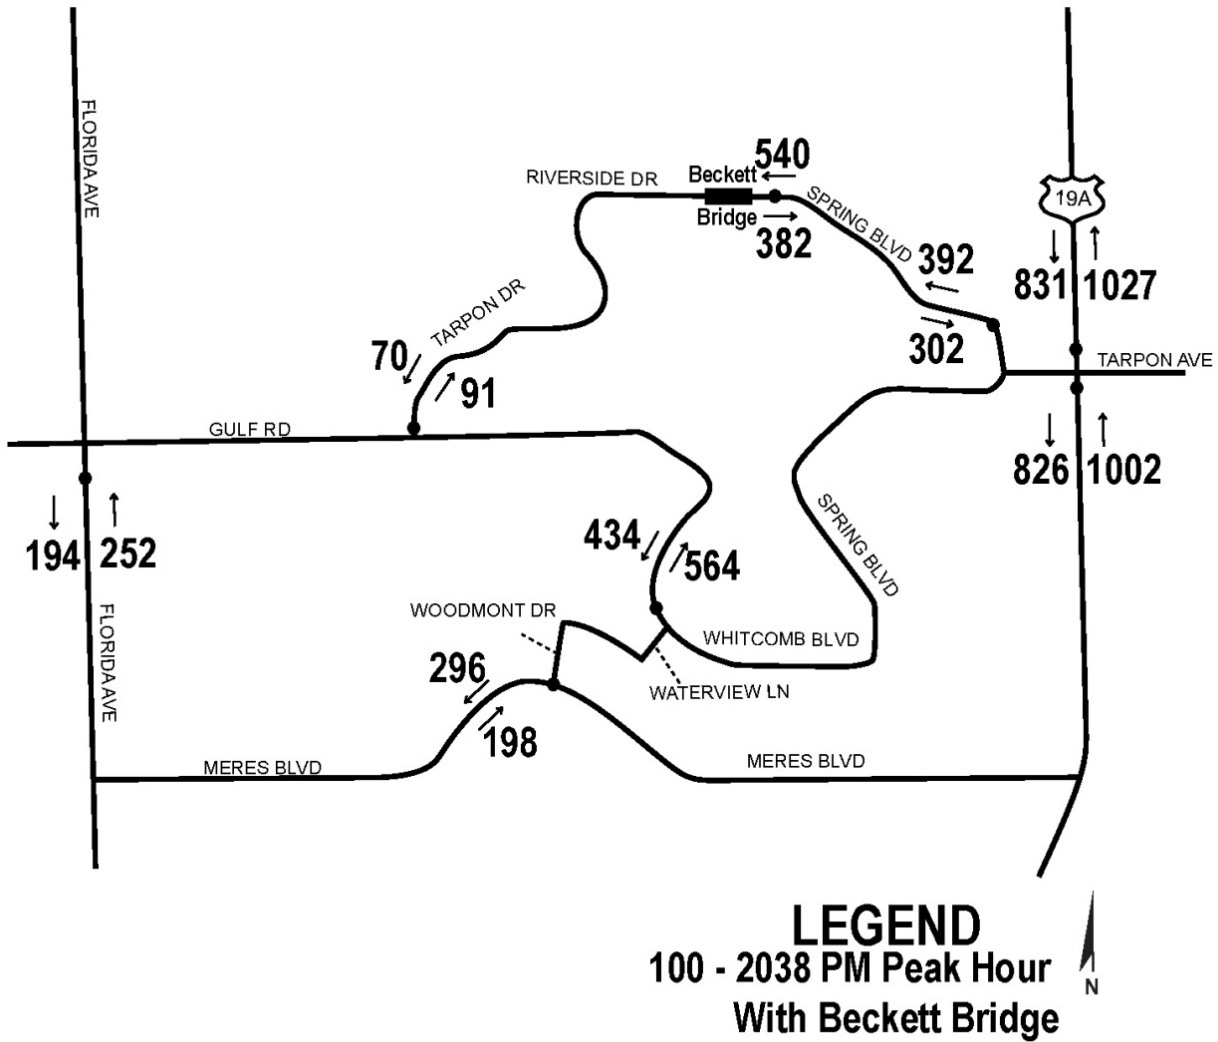 FLORIDA AVE
540
RIVERSIDE DR
Beckett
Bridge
382
SPRING BLVD
19A
392
831
1027
302
TARPON DR
70
91
TARPON AVE
GULF RD
826
1002
194
252
434
564
SPRING BLVD
FLORIDA AVE
WOODMONT DR
WHITCOMB BLVD
296
WATERVIEW LN
198
MERES BLVD
MERES BLVD
LEGEND
100 - 2038 PM Peak Hour
With Beckett Bridge
N